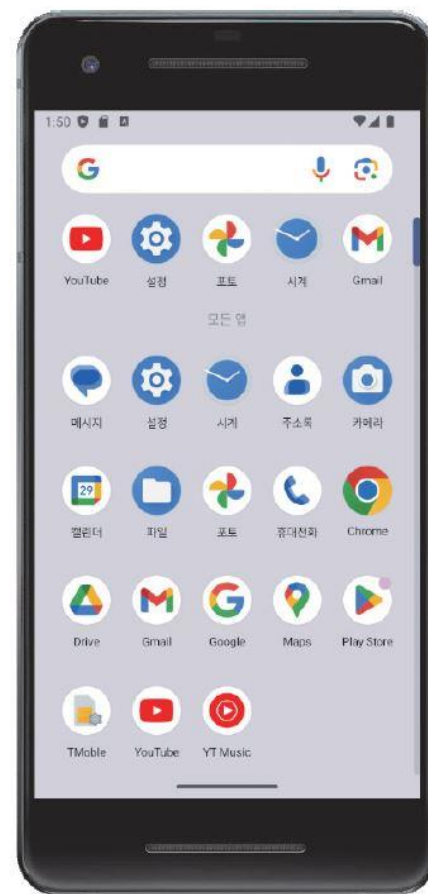 1:50
YouTube 설정 포토 시계 Gmail
모든 앱
메시지 설정 시계 주소록 카메라
29
캘린더 파일 포토 휴대전화 Chrome
Drive Gmail Google Maps Play Store
TMoble YouTube YT Music